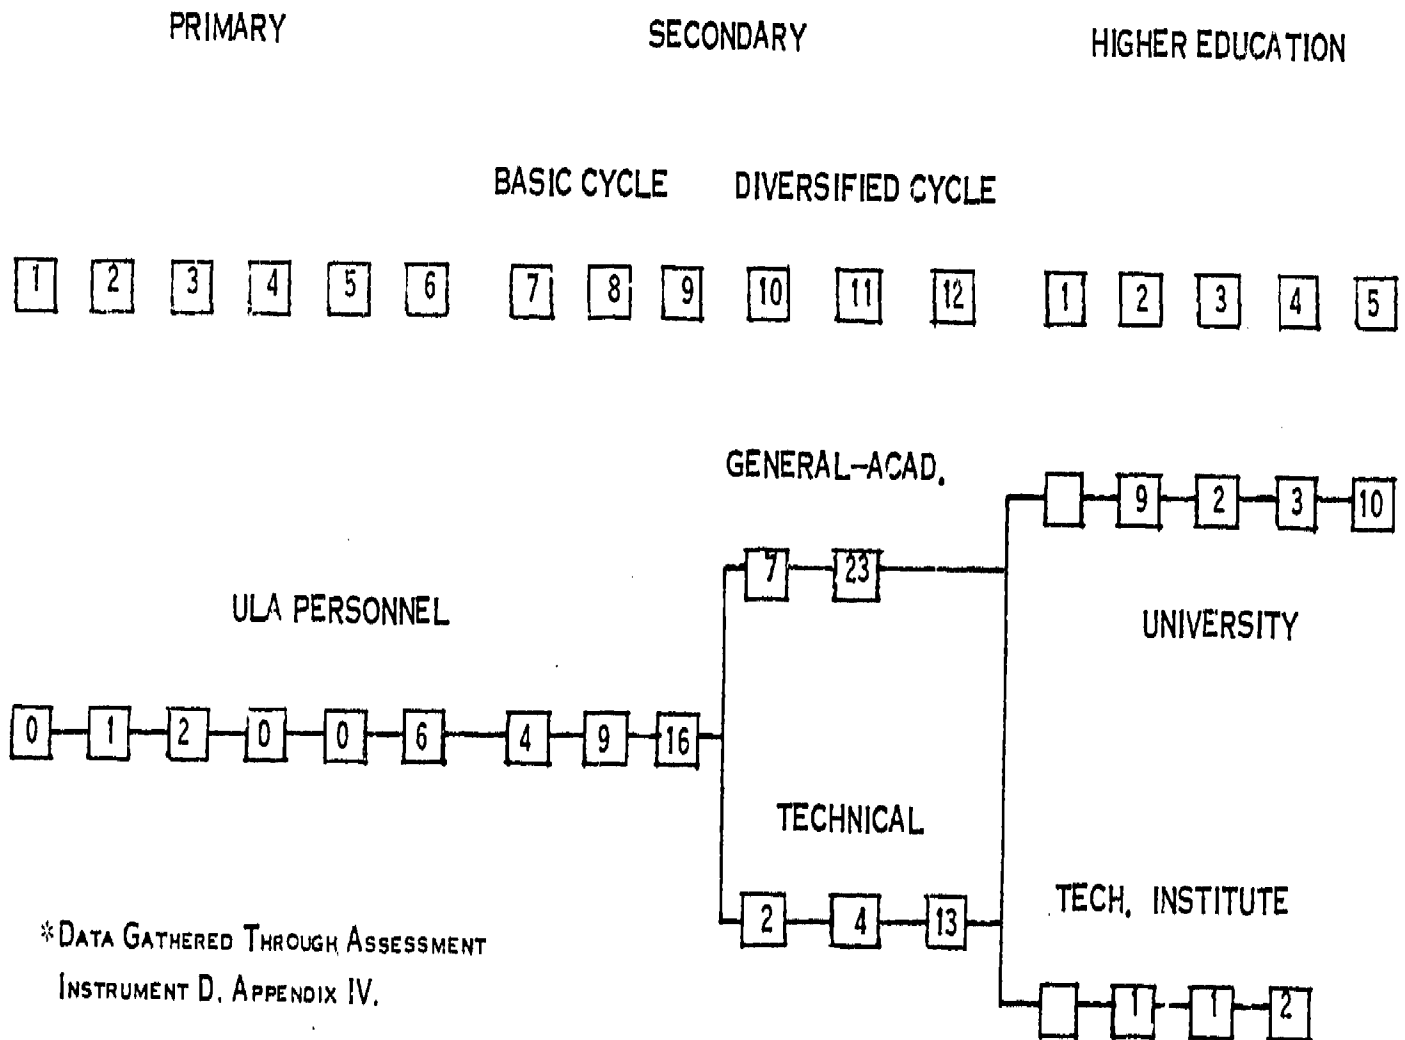 PRIMARY
SECONDARY
HIGHER EDUCATION
BASIC CYCLE
DIVERSIFIED CYCLE
1 2 3 4 5 6 7 8 9 10 11 12 1 2 3 4 5
GENERAL-ACAD.
9 2 3 10
7 23
ULA PERSONNEL
UNIVERSITY
0 1 2 0 0 6 4 9 16
TECHNICAL
2 4 13
TECH. INSTITUTE
*DATA GATHERED THROUGH ASSESSMENT
INSTRUMENT D, APPENDIX IV.
1 1 2